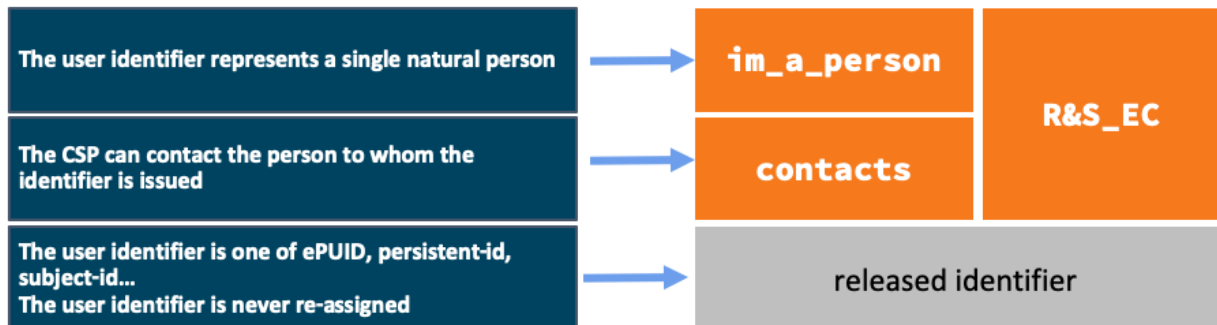 The user identifier represents a single natural person
im_a_person
R&S_EC
The CSP can contact the person to whom the
identifier is issued
contacts
The user identifier is one of ePUID, persistent-id,
subject-id...
The user identifier is never re-assigned
released identifier